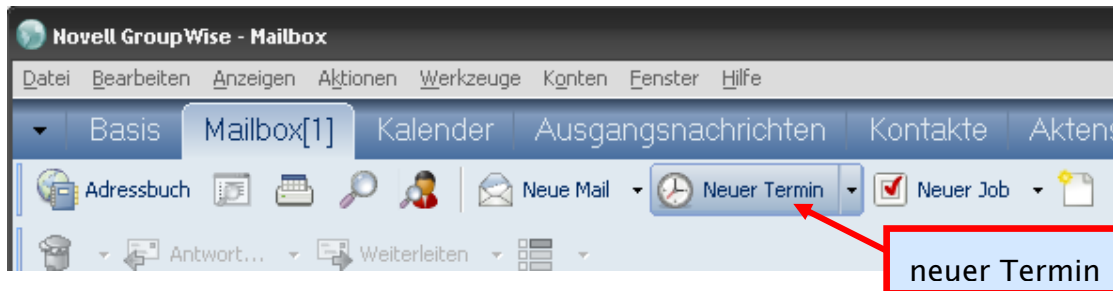 Novell GroupWise - Mailbox
Datei Bearbeiten Anzeigen Aktionen Werkzeuge Konten Fenster Hilfe
Basis Mailbox[1] Kalender Ausgangsnachrichten Kontakte Aktens
Adressbuch Neue Mail Neuer Termin Neuer Job
Antwort... Weiterleiten
neuer Termin